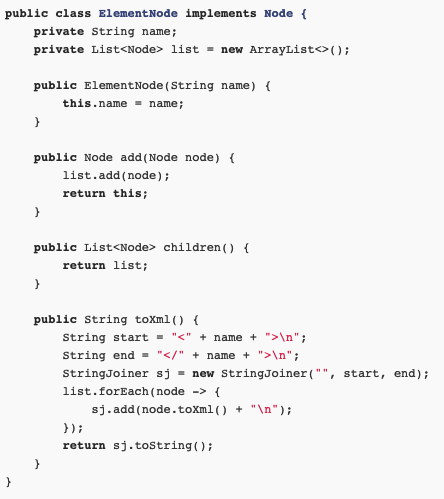 public class ElementNode implements Node {
    private String name;
    private List<Node> list = new ArrayList<>();

    public ElementNode(String name) {
        this.name = name;
    }

    public Node add(Node node) {
        list.add(node);
        return this;
    }

    public List<Node> children() {
        return list;
    }

    public String toXml() {
        String start = "<" + name + ">\n";
        String end = "</" + name + ">\n";
        StringJoiner sj = new StringJoiner("", start, end);
        list.forEach(node -> {
            sj.add(node.toXml() + "\n");
        });
        return sj.toString();
    }
}